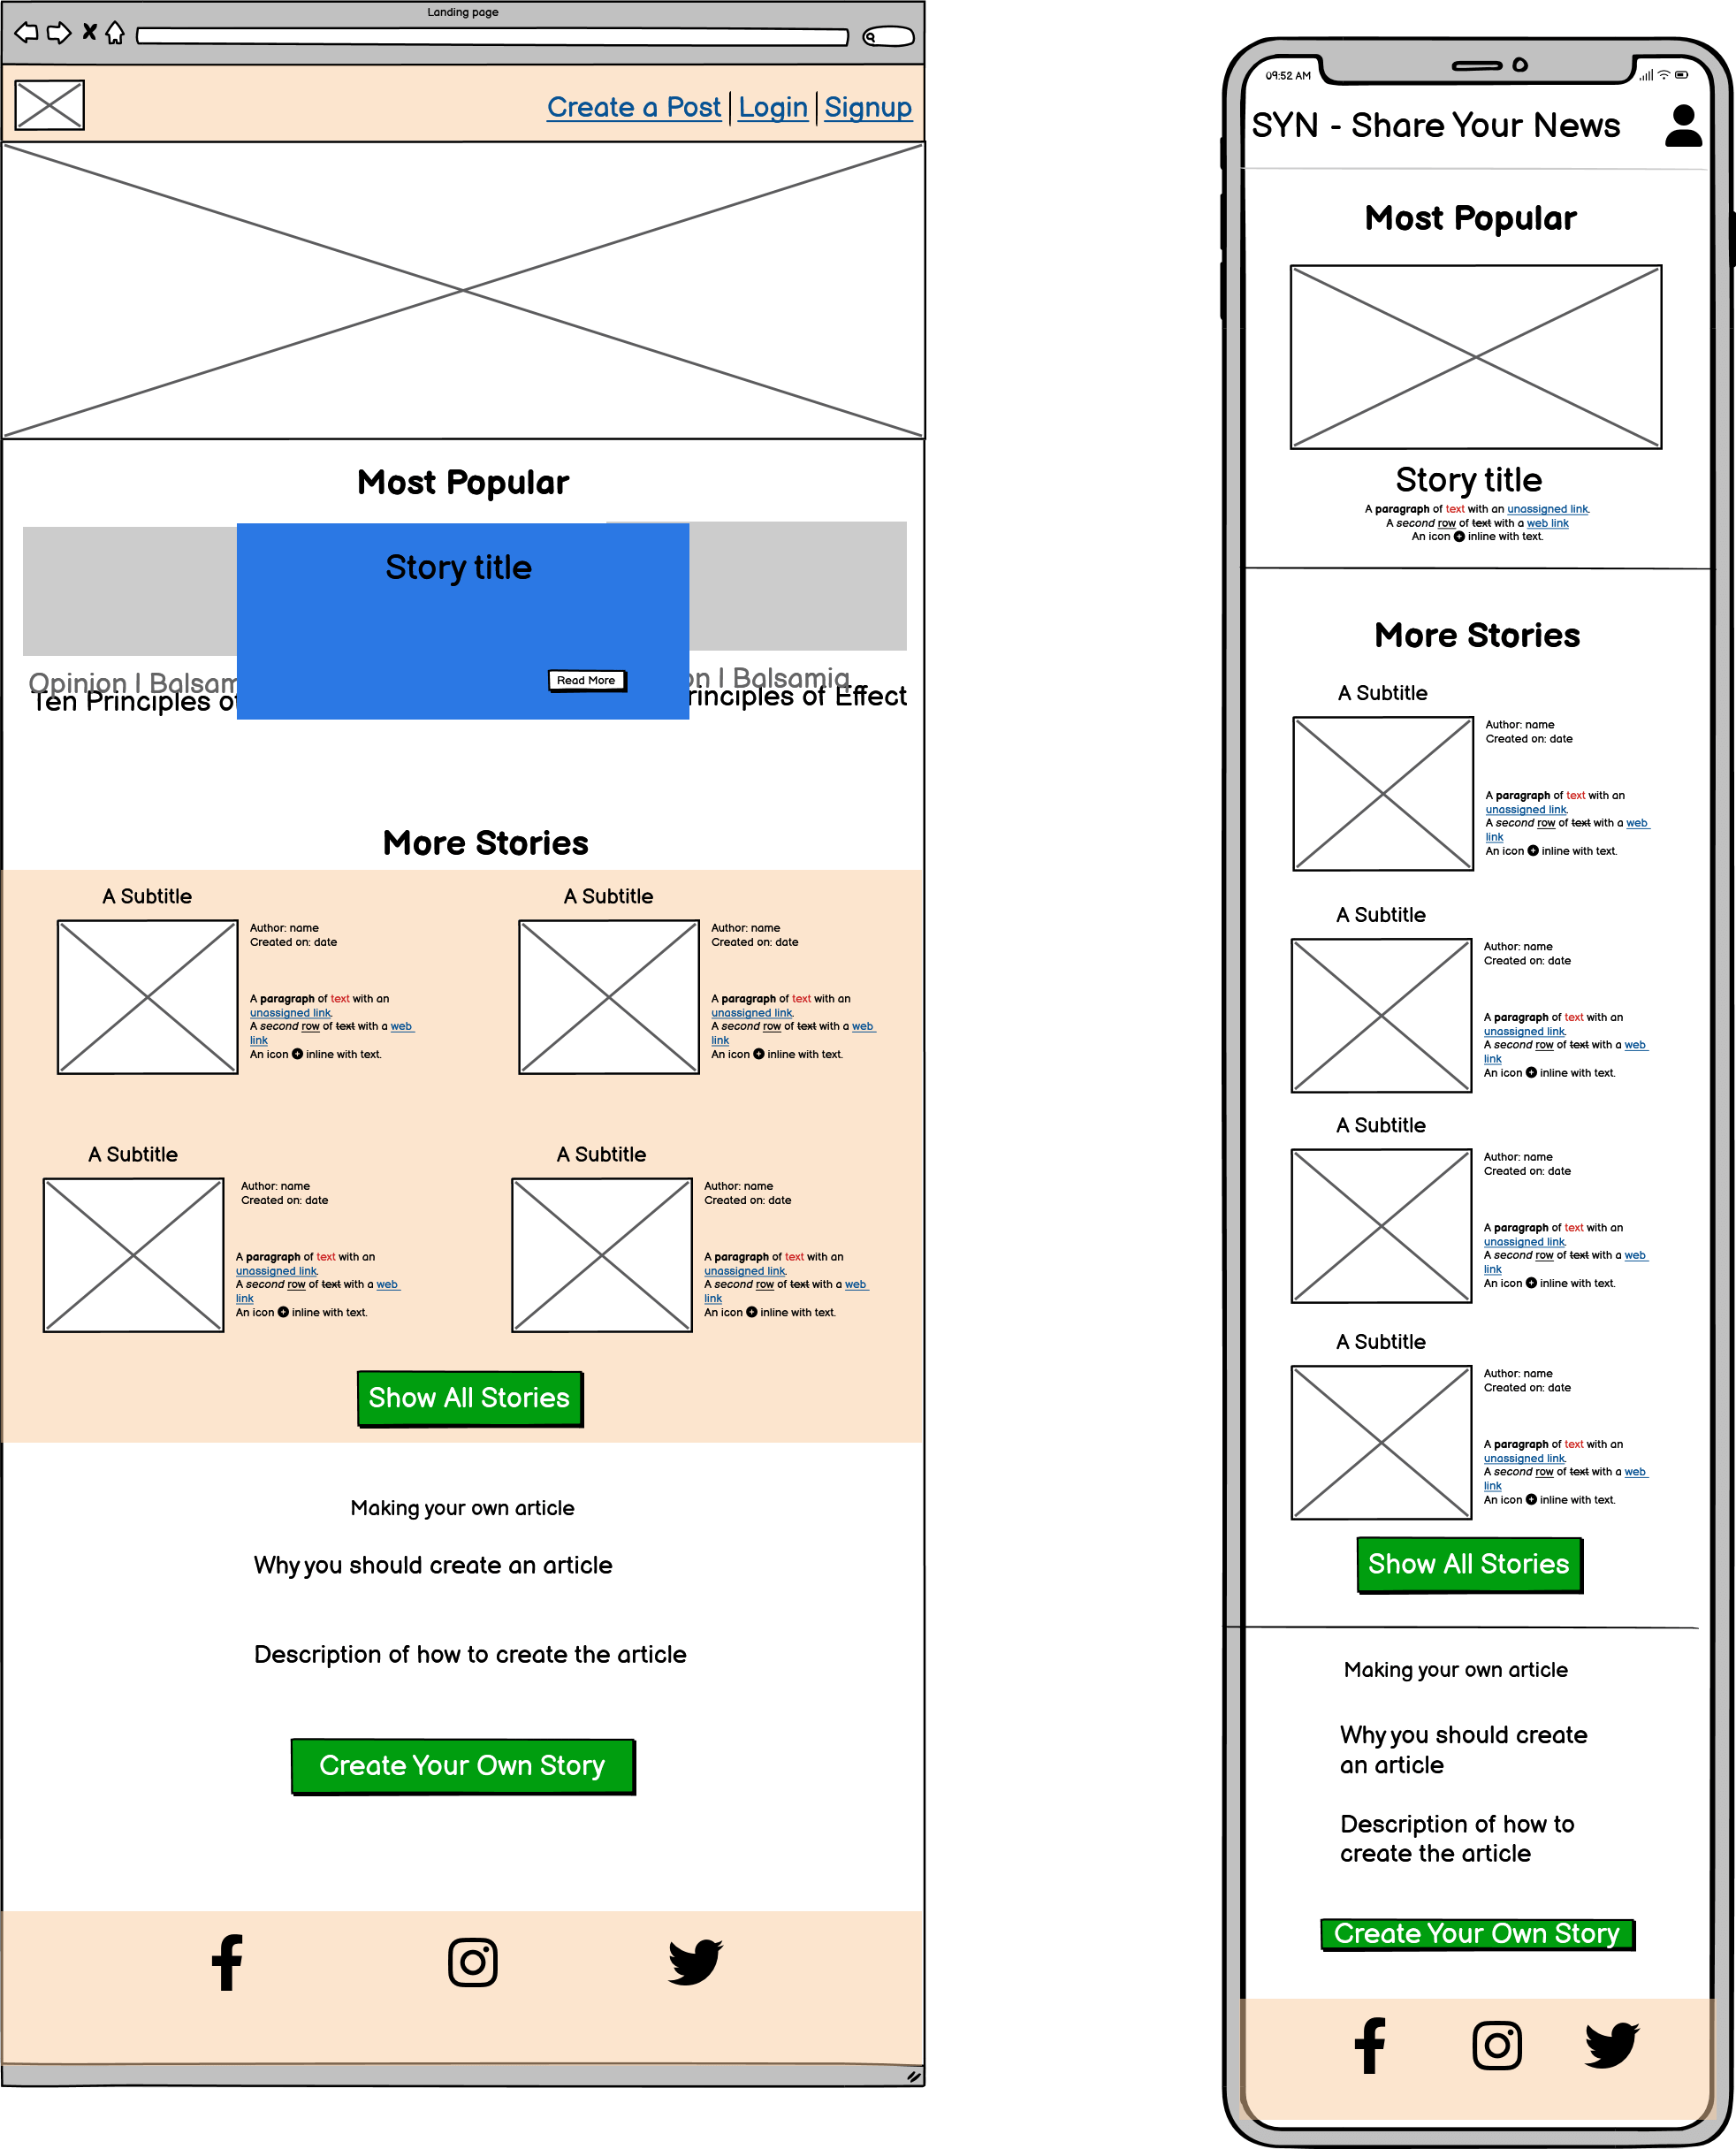 Landing page
Create a Post | Login | Signup
Most Popular
Story title
Opinion | Balsam
Ten Principles o
Read More
on | Balsamiq
rinciples of Effect
More Stories
A Subtitle
Author: name
Created on: date
A paragraph of text with an
unassigned link.
A second row of text with a web
link
An icon inline with text.
A Subtitle
Author: name
Created on: date
A paragraph of text with an
unassigned link.
A second row of text with a web
link
An icon inline with text.
A Subtitle
Author: name
Created on: date
A paragraph of text with an
unassigned link.
A second row of text with a web
link
An icon inline with text.
A Subtitle
Author: name
Created on: date
A paragraph of text with an
unassigned link.
A second row of text with a web
link
An icon inline with text.
Show All Stories
Making your own article
Why you should create an article
Description of how to create the article
Create Your Own Story
09:52 AM
SYN - Share Your News
Most Popular
Story title
A paragraph of text with an unassigned link.
A second row of text with a web link
An icon inline with text.
More Stories
A Subtitle
Author: name
Created on: date
A paragraph of text with an
unassigned link.
A second row of text with a web
link
An icon inline with text.
A Subtitle
Author: name
Created on: date
A paragraph of text with an
unassigned link.
A second row of text with a web
link
An icon inline with text.
A Subtitle
Author: name
Created on: date
A paragraph of text with an
unassigned link.
A second row of text with a web
link
An icon inline with text.
A Subtitle
Author: name
Created on: date
A paragraph of text with an
unassigned link.
A second row of text with a web
link
An icon inline with text.
Show All Stories
Making your own article
Why you should create
an article
Description of how to
create the article
Create Your Own Story